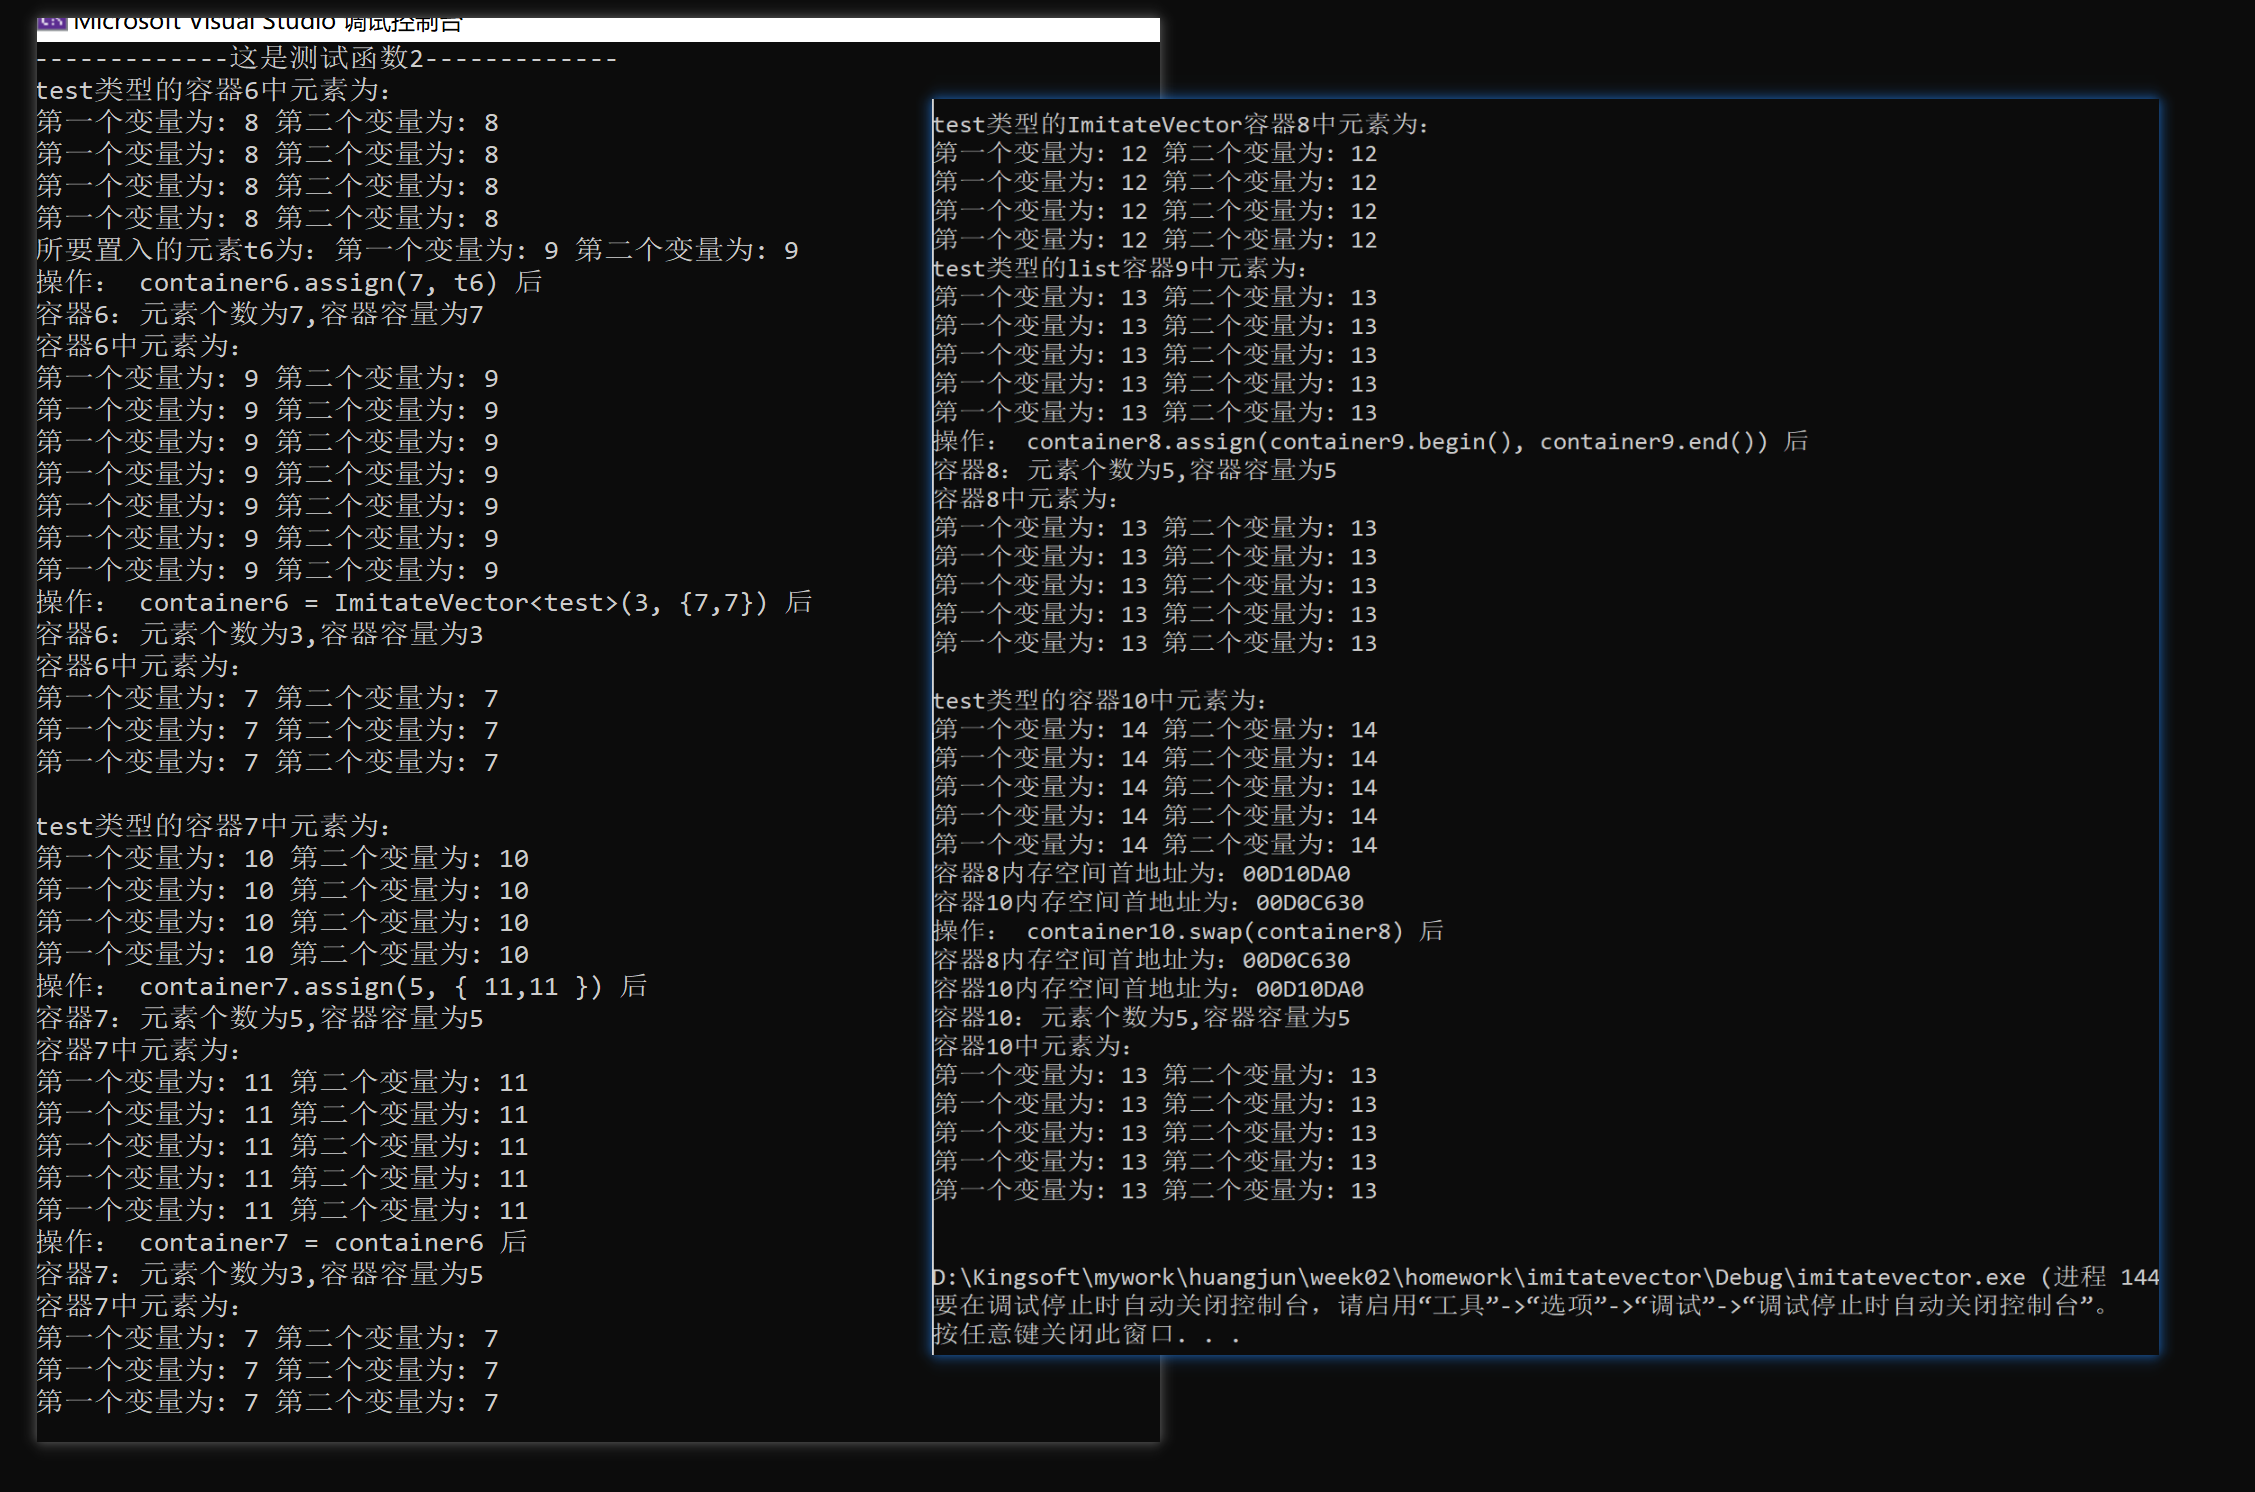 Microsoft Visual Studio 调试控制台
-------------这是测试函数2-------------
test类型的容器6中元素为:
第一个变量为: 8 第二个变量为: 8
第一个变量为: 8 第二个变量为: 8
第一个变量为: 8 第二个变量为: 8
第一个变量为: 8 第二个变量为: 8
所要置入的元素t6为: 第一个变量为: 9 第二个变量为: 9
操作: container6.assign(7, t6) 后
容器6: 元素个数为7,容器容量为7
容器6中元素为:
第一个变量为: 9 第二个变量为: 9
第一个变量为: 9 第二个变量为: 9
第一个变量为: 9 第二个变量为: 9
第一个变量为: 9 第二个变量为: 9
第一个变量为: 9 第二个变量为: 9
第一个变量为: 9 第二个变量为: 9
第一个变量为: 9 第二个变量为: 9
操作: container6 = ImitateVector<test>(3, {7,7}) 后
容器6: 元素个数为3,容器容量为3
容器6中元素为:
第一个变量为: 7 第二个变量为: 7
第一个变量为: 7 第二个变量为: 7
第一个变量为: 7 第二个变量为: 7
test类型的容器7中元素为:
第一个变量为: 10 第二个变量为: 10
第一个变量为: 10 第二个变量为: 10
第一个变量为: 10 第二个变量为: 10
第一个变量为: 10 第二个变量为: 10
操作: container7.assign(5, { 11,11 }) 后
容器7: 元素个数为5,容器容量为5
容器7中元素为:
第一个变量为: 11 第二个变量为: 11
第一个变量为: 11 第二个变量为: 11
第一个变量为: 11 第二个变量为: 11
第一个变量为: 11 第二个变量为: 11
第一个变量为: 11 第二个变量为: 11
操作: container7 = container6 后
容器7: 元素个数为3,容器容量为5
容器7中元素为:
第一个变量为: 7 第二个变量为: 7
第一个变量为: 7 第二个变量为: 7
第一个变量为: 7 第二个变量为: 7
test类型的ImitateVector容器8中元素为:
第一个变量为: 12 第二个变量为: 12
第一个变量为: 12 第二个变量为: 12
第一个变量为: 12 第二个变量为: 12
第一个变量为: 12 第二个变量为: 12
test类型的list容器9中元素为:
第一个变量为: 13 第二个变量为: 13
第一个变量为: 13 第二个变量为: 13
第一个变量为: 13 第二个变量为: 13
第一个变量为: 13 第二个变量为: 13
第一个变量为: 13 第二个变量为: 13
操作: container8.assign(container9.begin(), container9.end()) 后
容器8: 元素个数为5,容器容量为5
容器8中元素为:
第一个变量为: 13 第二个变量为: 13
第一个变量为: 13 第二个变量为: 13
第一个变量为: 13 第二个变量为: 13
第一个变量为: 13 第二个变量为: 13
第一个变量为: 13 第二个变量为: 13
test类型的容器10中元素为:
第一个变量为: 14 第二个变量为: 14
第一个变量为: 14 第二个变量为: 14
第一个变量为: 14 第二个变量为: 14
第一个变量为: 14 第二个变量为: 14
第一个变量为: 14 第二个变量为: 14
容器8内存空间首地址为: 00D10DA0
容器10内存空间首地址为: 00D0C630
操作: container10.swap(container8) 后
容器8内存空间首地址为: 00D0C630
容器10内存空间首地址为: 00D10DA0
容器10: 元素个数为5,容器容量为5
容器10中元素为:
第一个变量为: 13 第二个变量为: 13
第一个变量为: 13 第二个变量为: 13
第一个变量为: 13 第二个变量为: 13
第一个变量为: 13 第二个变量为: 13
第一个变量为: 13 第二个变量为: 13
D:\Kingsoft\mywork\huangjun\week02\homework\imitatevector\Debug\imitatevector.exe (进程 144
要在调试停止时自动关闭控制台，请启用“工具”->“选项”->“调试”->“调试停止时自动关闭控制台”。
按任意键关闭此窗口. . .